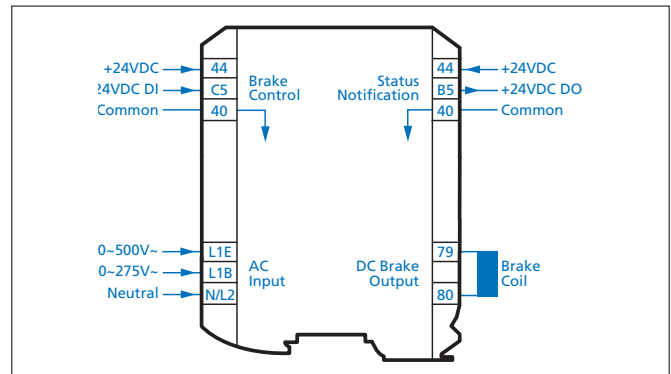 +24VDC
44
Brake
Control
Status
Notification
44
+24VDC
24VDC DI
C5
B5
+24VDC DO
Common
40
40
Common
0~500V~
L1E
AC
Input
DC Brake
Output
79
Brake
Coil
0~275V~
L1B
Neutral
N/L2
80